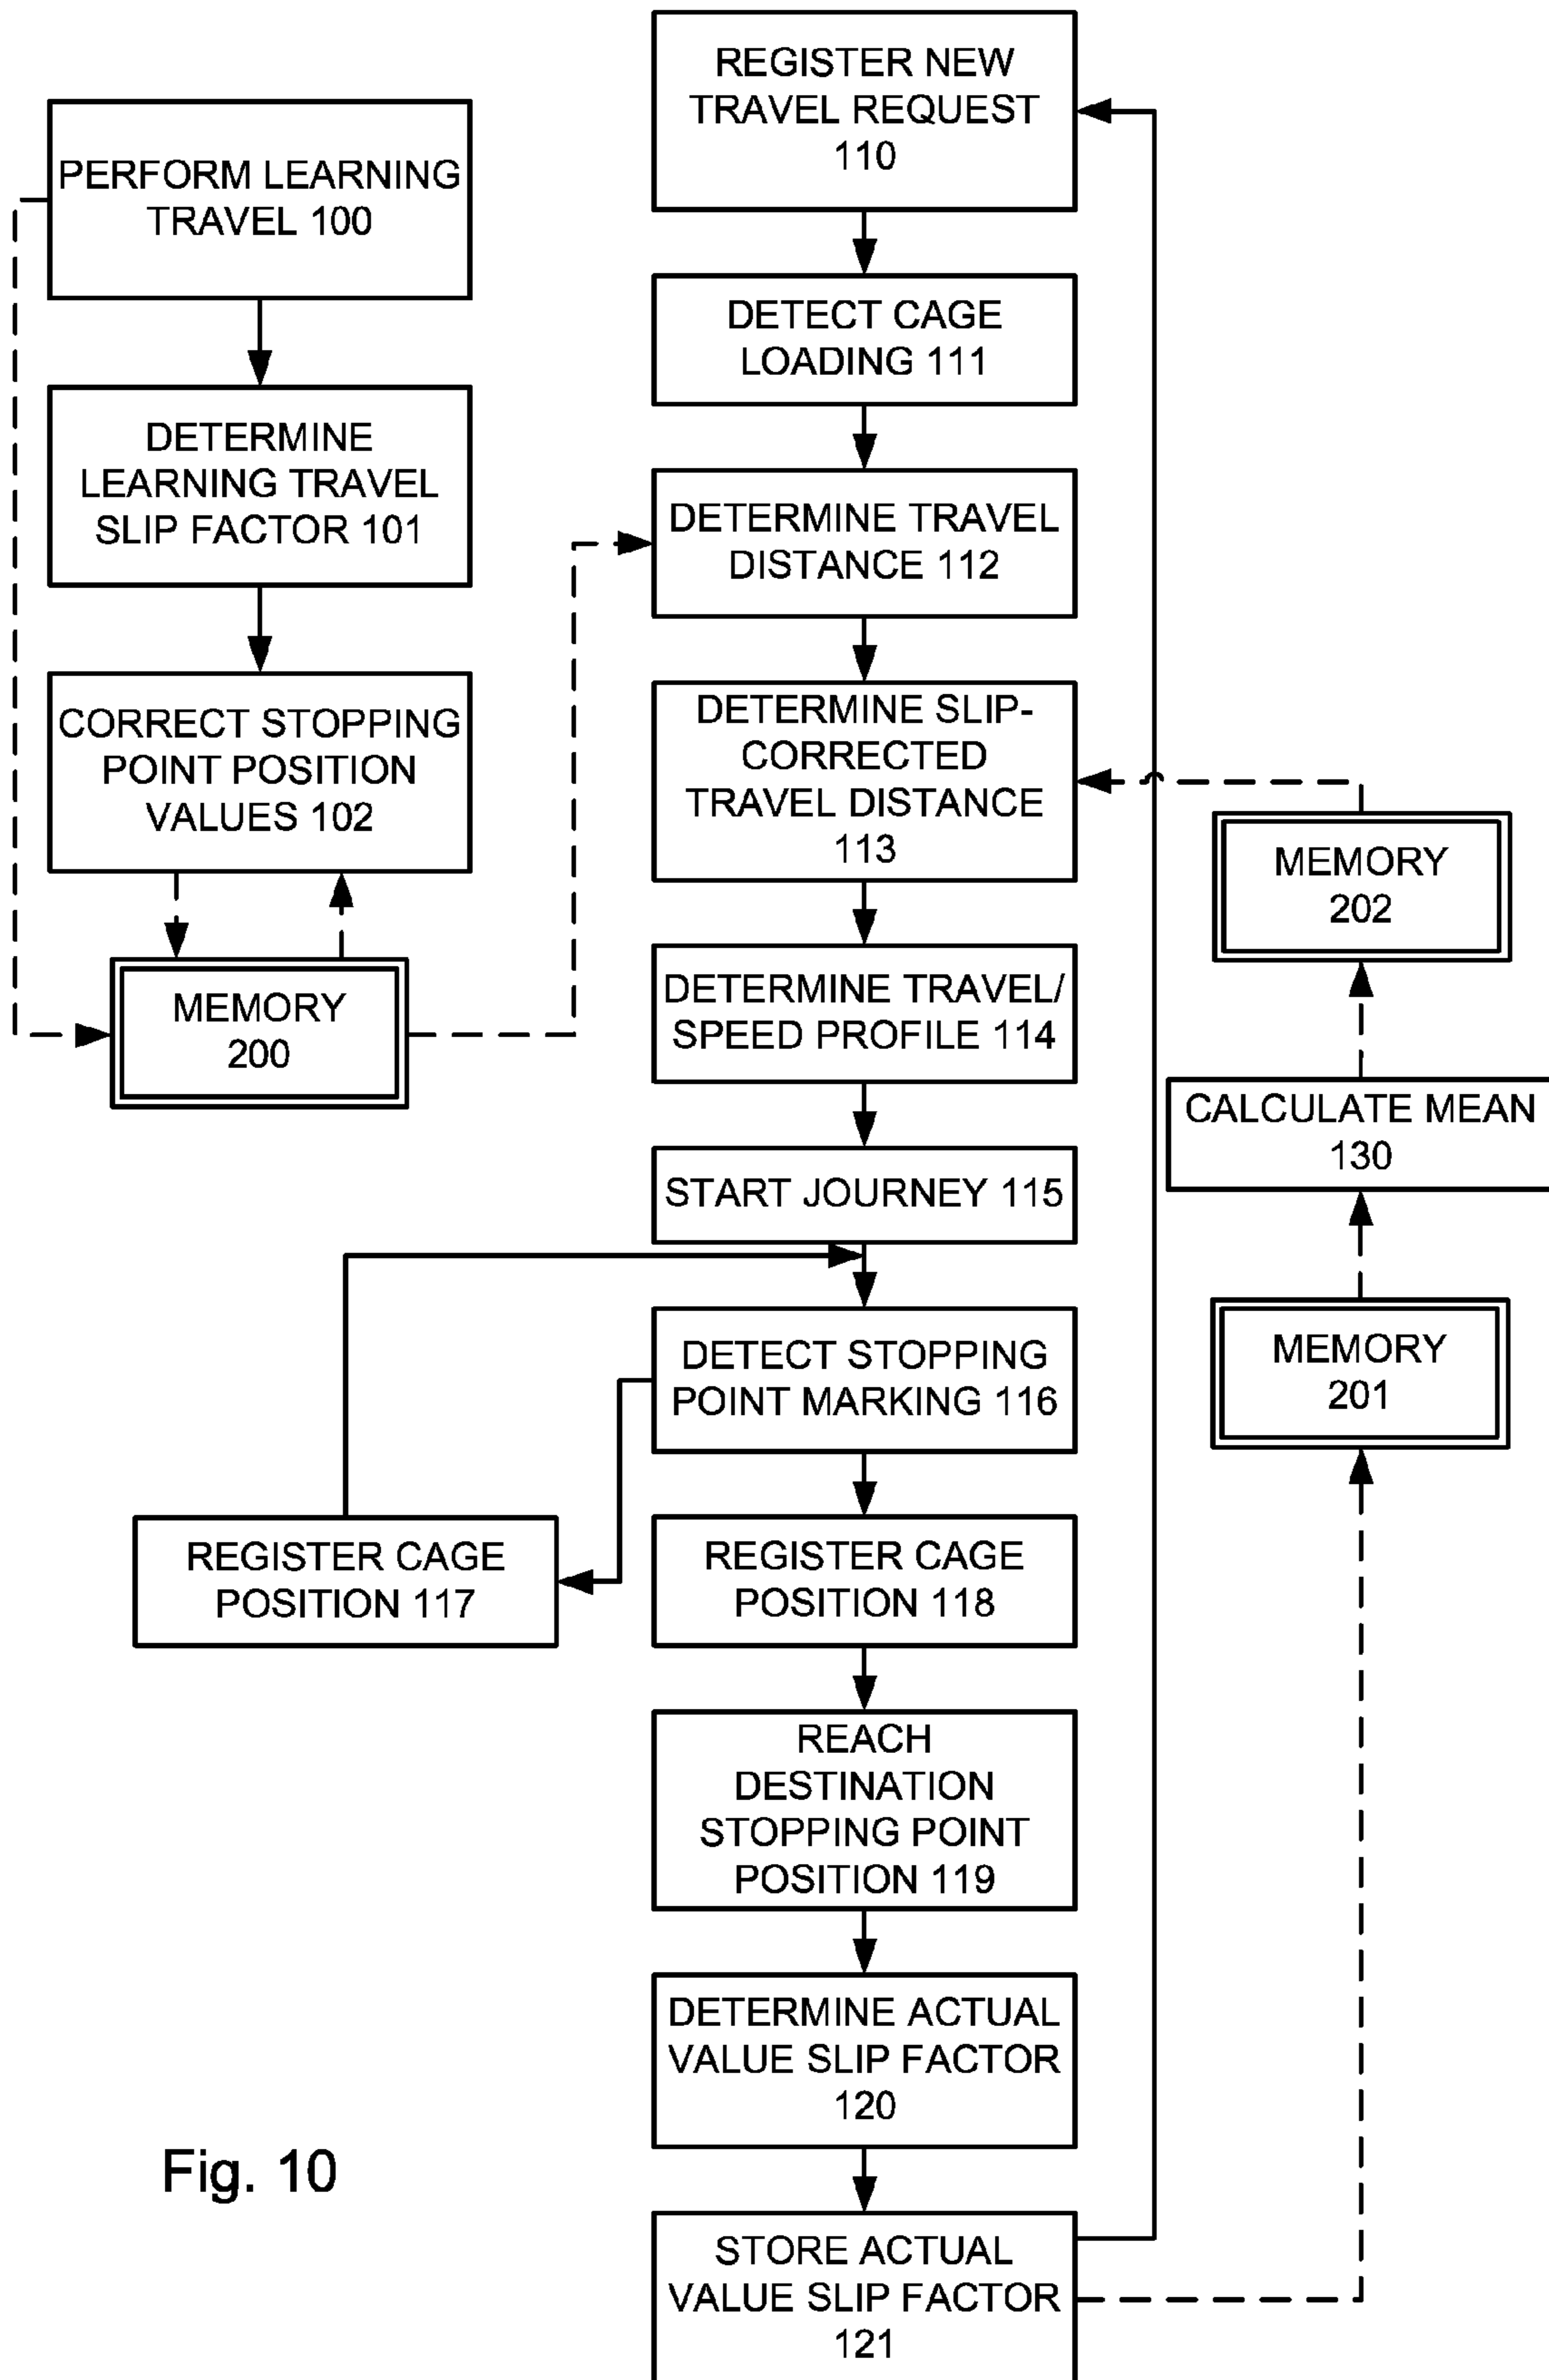 PERFORM LEARNING
TRAVEL 100
DETERMINE
LEARNING TRAVEL
SLIP FACTOR 101
CORRECT STOPPING
POINT POSITION
VALUES 102
MEMORY
200
REGISTER NEW
TRAVEL REQUEST
110
DETECT CAGE
LOADING 111
DETERMINE TRAVEL
DISTANCE 112
DETERMINE SLIP-
CORRECTED
TRAVEL DISTANCE
113
DETERMINE TRAVEL/
SPEED PROFILE 114
START JOURNEY 115
DETECT STOPPING
POINT MARKING 116
REGISTER CAGE
POSITION 117
REGISTER CAGE
POSITION 118
REACH
DESTINATION
STOPPING POINT
POSITION 119
DETERMINE ACTUAL
VALUE SLIP FACTOR
120
STORE ACTUAL
VALUE SLIP FACTOR
121
MEMORY
202
CALCULATE MEAN
130
MEMORY
201
Fig. 10